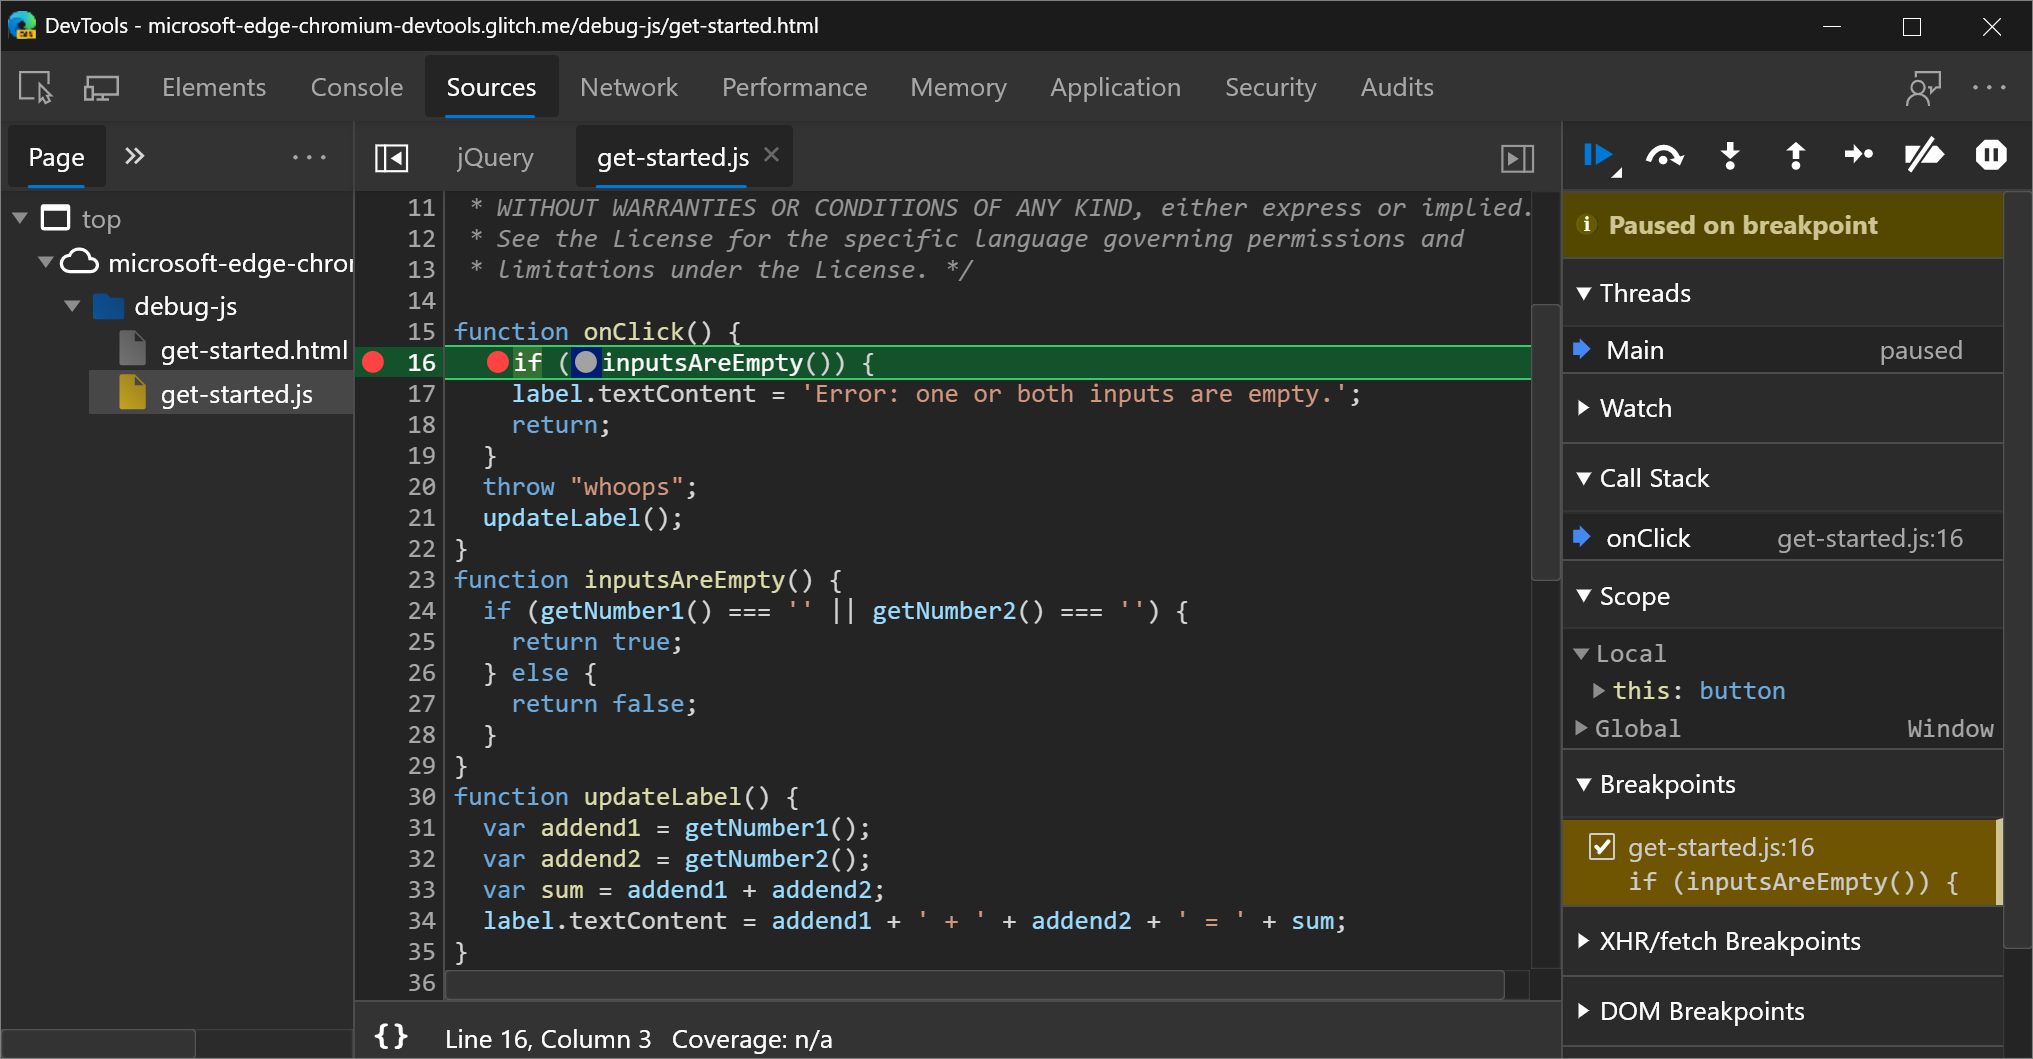 DevTools - microsoft-edge-chromium-devtools.glitch.me/debug-js/get-started.html
Elements Console Sources Network Performance Memory Application Security Audits
Page
top
microsoft-edge-chror
debug-js
get-started.html
get-started.js
jQuery get-started.js
11 * WITHOUT WARRANTIES OR CONDITIONS OF ANY KIND, either express or implied.
12 * See the License for the specific language governing permissions and
13 * limitations under the License. */
14
15 function onClick() {
16 if (inputsAreEmpty()) {
17 label.textContent = 'Error: one or both inputs are empty.';
18 return;
19 }
20 throw "whoops";
21 updateLabel();
22 }
23 function inputsAreEmpty() {
24 if (getNumber1() === '' || getNumber2() === '') {
25 return true;
26 } else {
27 return false;
28 }
29 }
30 function updateLabel() {
31 var addend1 = getNumber1();
32 var addend2 = getNumber2();
33 var sum = addend1 + addend2;
34 label.textContent = addend1 + ' + ' + addend2 + ' = ' + sum;
35 }
36
{} Line 16, Column 3 Coverage: n/a
Paused on breakpoint
Threads
Main paused
Watch
Call Stack
onClick get-started.js:16
Scope
Local
this: button
Global Window
Breakpoints
get-started.js:16
if (inputsAreEmpty()) {
XHR/fetch Breakpoints
DOM Breakpoints